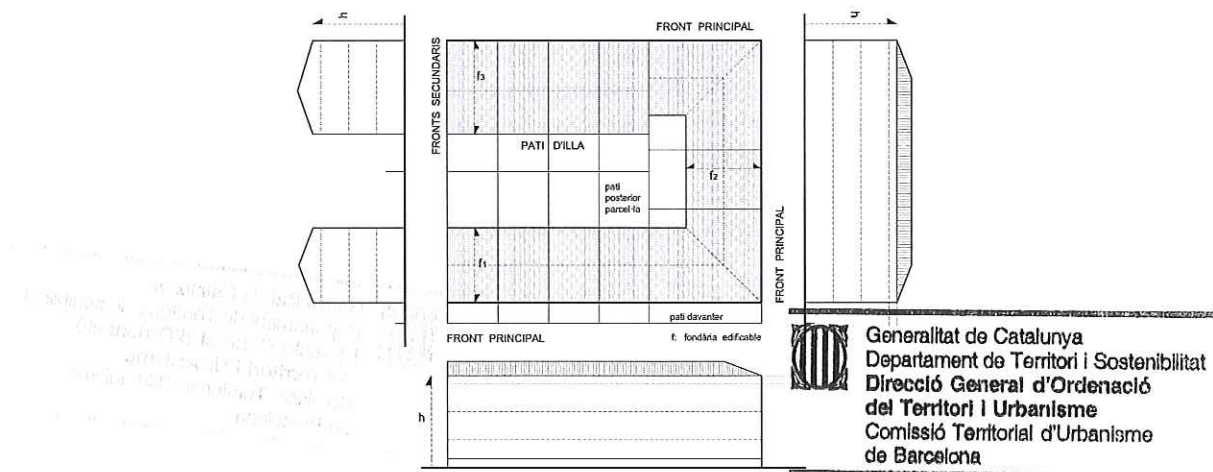 h
h
FRONT PRINCIPAL
FRONTS SECUNDARIS
f3
PATI D'ILLA
f2
pati
posterior
parcel·la
f1
FRONT PRINCIPAL
pati davanter
FRONT PRINCIPAL
f: fondària edificable
h
Generalitat de Catalunya
Departament de Territori i Sostenibilitat
Direcció General d'Ordenació
del Territori i Urbanisme
Comissió Territorial d'Urbanisme
de Barcelona